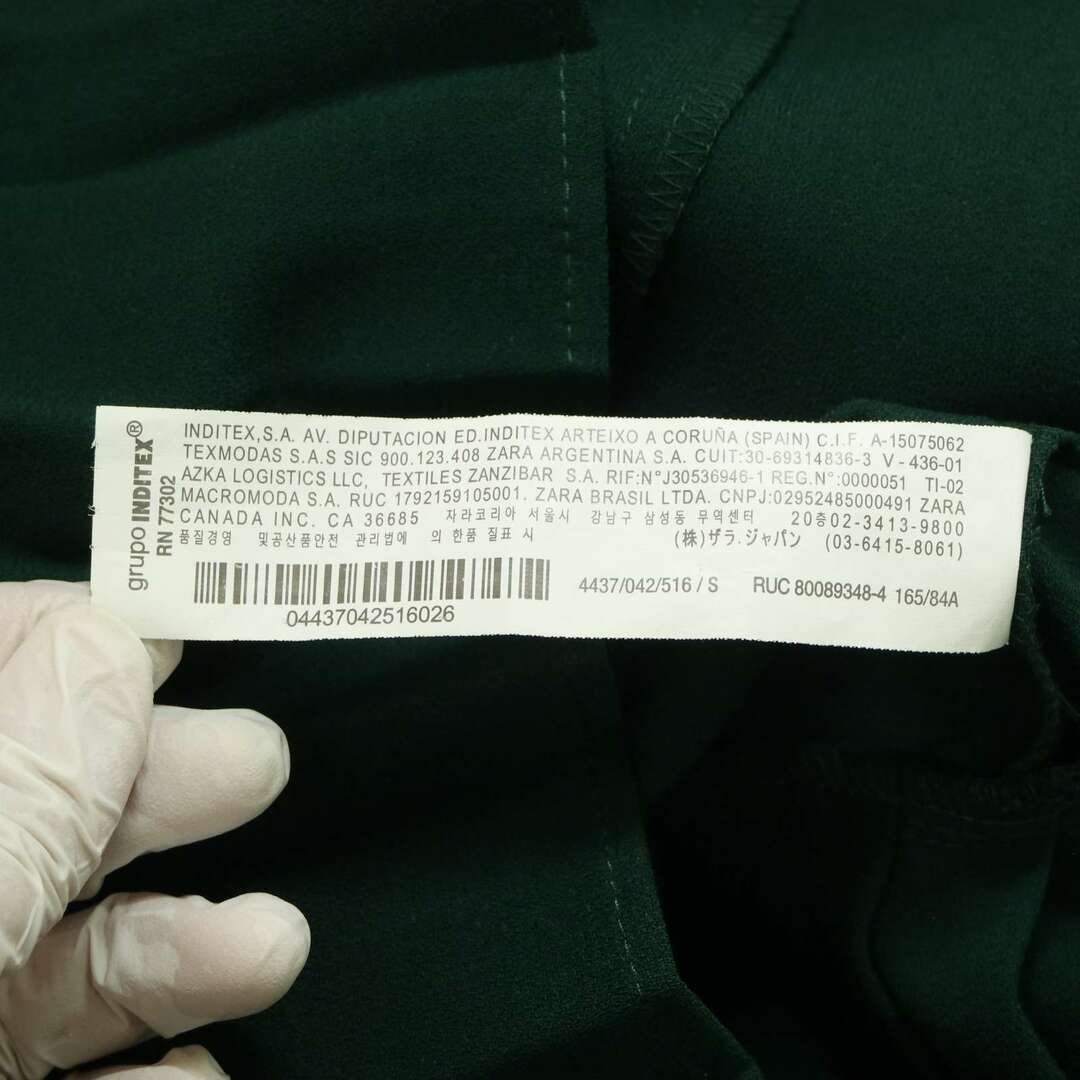 grupo INDITEX®
RN 77302
INDITEX,S.A. AV. DIPUTACION ED.INDITEX ARTEIXO A CORUÑA (SPAIN) C.I.F. A-15075062
TEXMODAS S.A.S SIC 900.123.408 ZARA ARGENTINA S.A. CUIT:30-69314836-3 V-436-01
AZKA LOGISTICS LLC, TEXTILES ZANZIBAR S.A. RIF:N°J30536946-1 REG.N°:0000051 TI-02
MACROMODA S.A. RUC 1792159105001. ZARA BRASIL LTDA. CNPJ:02952485000491 ZARA
CANADA INC. CA 36685 자라코리아 서울시 강남구 삼성동 무역센터 20층02-3413-9800
품질경영 및공산품안전 관리법에 의 한품 질표 시 (株)ザラ.ジャパン (03-6415-8061)
4437/042/516 / S RUC 80089348-4 165/84A
04437042516026